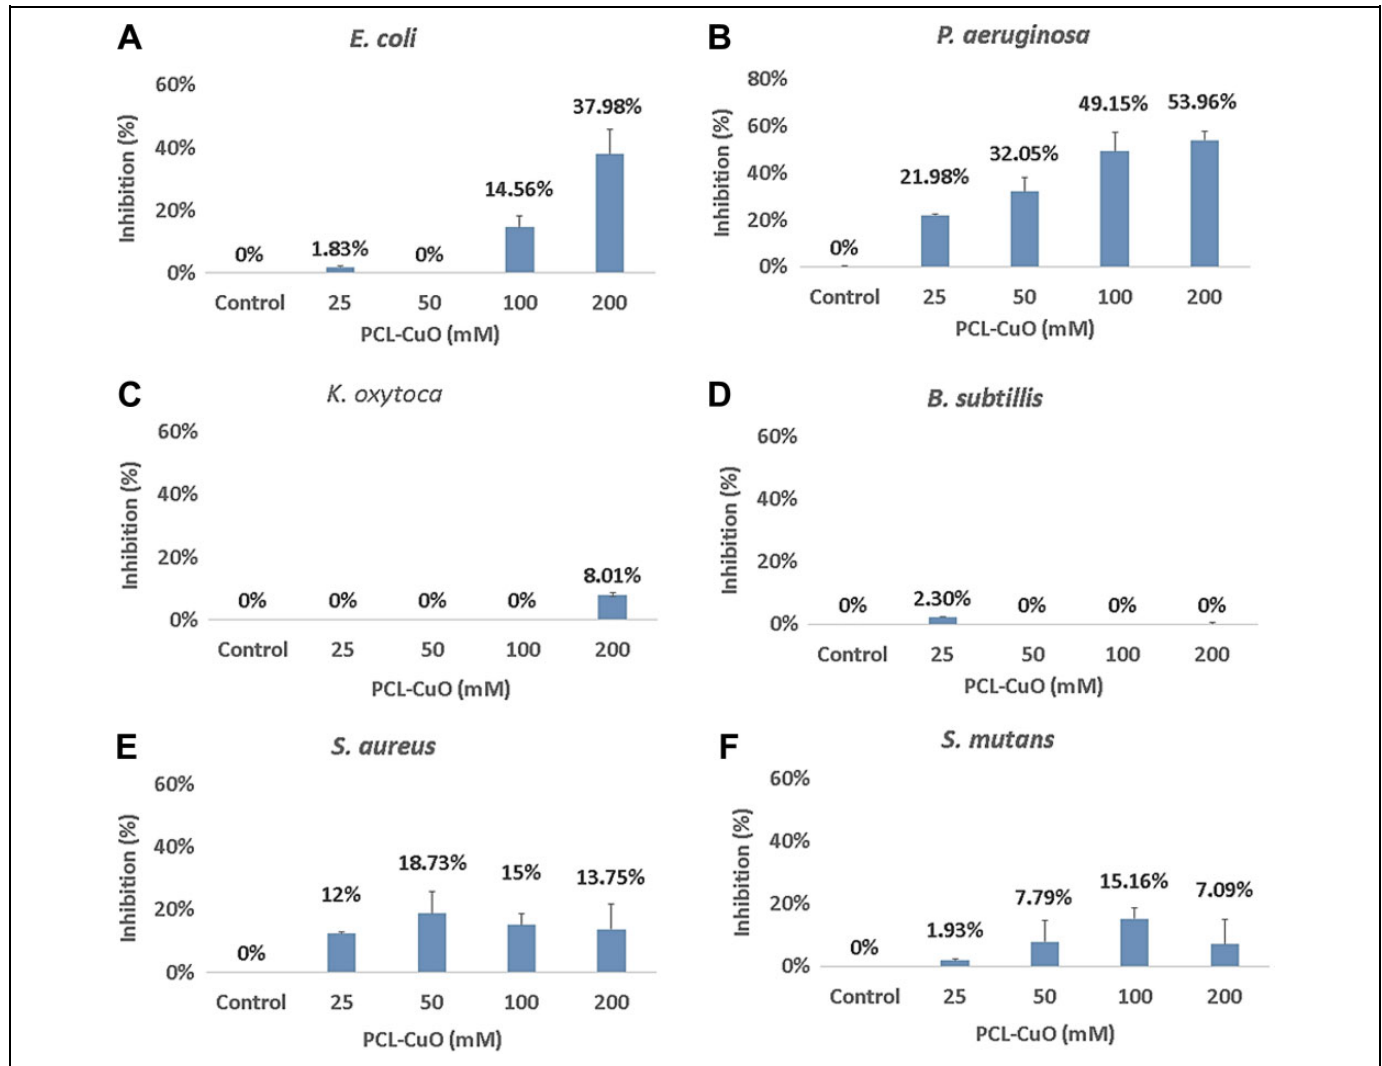 A
E. coli
60%
40%
20%
0%
Inhibition (%)
0%
1.83%
0%
14.56%
37.98%
Control 25 50 100 200
PCL-CuO (mM)
B
P. aeruginosa
80%
60%
40%
20%
0%
Inhibition (%)
0%
21.98%
32.05%
49.15%
53.96%
Control 25 50 100 200
PCL-CuO (mM)
C
K. oxytoca
60%
40%
20%
0%
Inhibition (%)
0%
0%
0%
0%
8.01%
Control 25 50 100 200
PCL-CuO (mM)
D
B. subtillis
60%
40%
20%
0%
Inhibition (%)
0%
2.30%
0%
0%
0%
Control 25 50 100 200
PCL-CuO (mM)
E
S. aureus
60%
40%
20%
0%
Inhibition (%)
0%
12%
18.73%
15%
13.75%
Control 25 50 100 200
PCL-CuO (mM)
F
S. mutans
60%
40%
20%
0%
Inhibition (%)
0%
1.93%
7.79%
15.16%
7.09%
Control 25 50 100 200
PCL-CuO (mM)